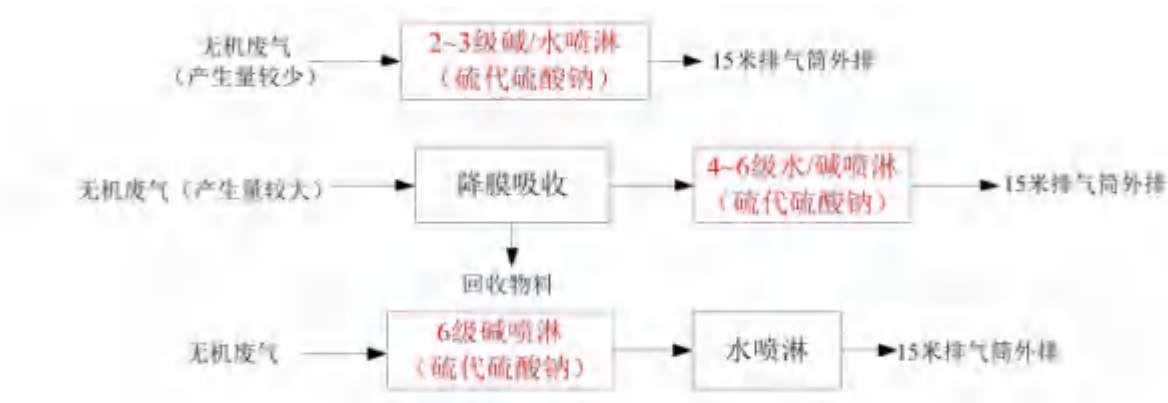 无机废气
（产生量较少）
2~3级碱/水喷淋
（硫代硫酸钠）
15米排气筒外排
无机废气（产生量较大）
降膜吸收
4~6级水/碱喷淋
（硫代硫酸钠）
15米排气筒外排
回收物料
无机废气
6级碱喷淋
（硫代硫酸钠）
水喷淋
15米排气筒外排